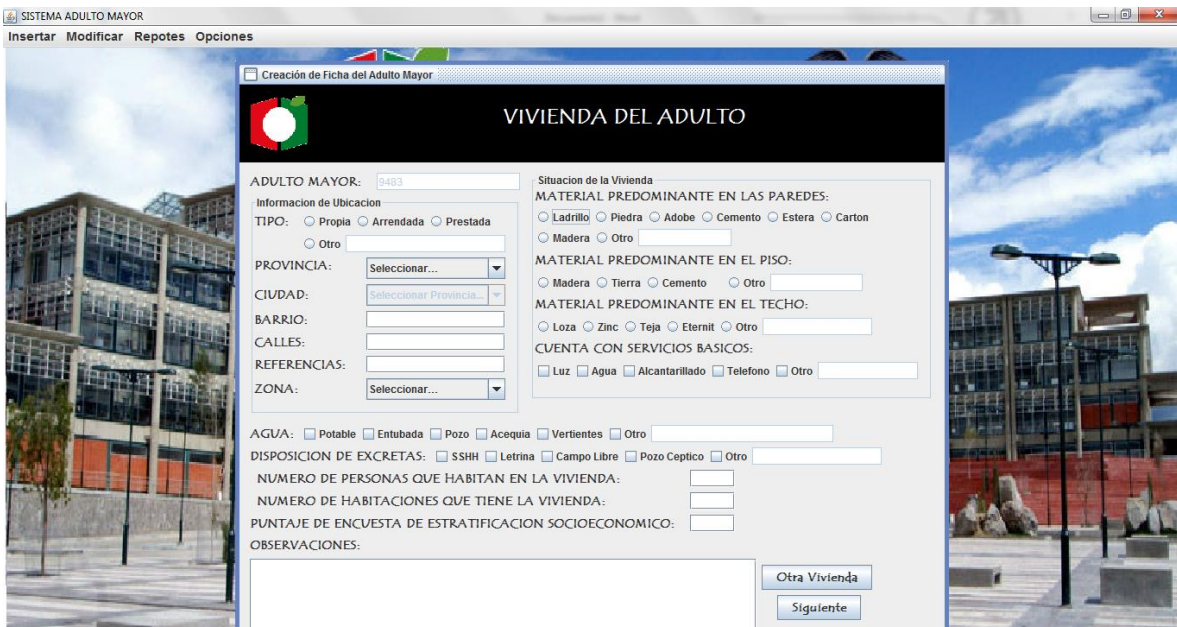 SISTEMA ADULTO MAYOR
Insertar Modificar Repotes Opciones
Creación de Ficha del Adulto Mayor
VIVIENDA DEL ADULTO
ADULTO MAYOR: 9483
Informacion de Ubicacion
TIPO: Propia Arrendada Prestada
Otro
PROVINCIA: Seleccionar...
CIUDAD: Seleccionar Provincia...
BARRIO:
CALLES:
REFERENCIAS:
ZONA: Seleccionar...
Situacion de la Vivienda
MATERIAL PREDOMINANTE EN LAS PAREDES:
Ladrillo Piedra Adobe Cemento Estera Carton
Madera Otro
MATERIAL PREDOMINANTE EN EL PISO:
Madera Tierra Cemento Otro
MATERIAL PREDOMINANTE EN EL TECHO:
Loza Zinc Teja Eternit Otro
CUENTA CON SERVICIOS BASICOS:
Luz Agua Alcantarillado Telefono Otro
AGUA: Potable Entubada Pozo Acequia Vertientes Otro
DISPOSICION DE EXCRETAS: SSHH Letrina Campo Libre Pozo Ceptico Otro
NUMERO DE PERSONAS QUE HABITAN EN LA VIVIENDA:
NUMERO DE HABITACIONES QUE TIENE LA VIVIENDA:
PUNTAJE DE ENCUESTA DE ESTRATIFICACION SOCIOECONOMICO:
OBSERVACIONES:
Otra Vivienda
Siguiente